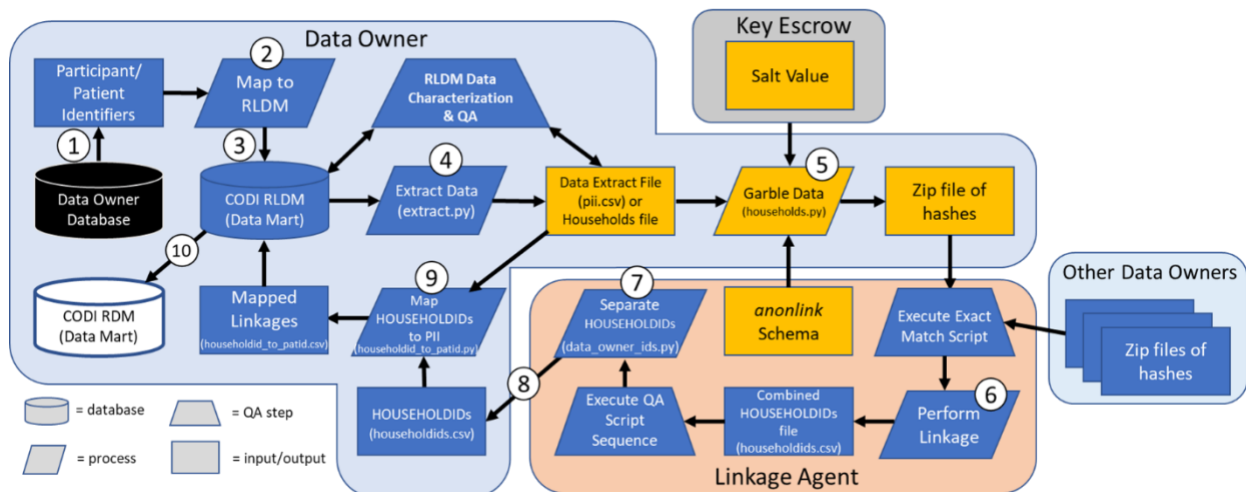 Data Owner
Key Escrow
Salt Value
1
Participant/
Patient
Identifiers
2
Map to
RLDM
RLDM Data
Characterization
& QA
Data Owner
Database
3
CODI RLDM
(Data Mart)
4
Extract Data
(extract.py)
Data Extract File
(pii.csv) or
Households file
5
Garble Data
(households.py)
Zip file of
hashes
10
CODI RDM
(Data Mart)
Mapped
Linkages
(householdid_to_patid.csv)
9
Map
HOUSEHOLDIDs
to PII
(householdid_to_patid.py)
7
Separate
HOUSEHOLDIDs
(data_owner_ids.py)
anonlink
Schema
Execute Exact
Match Script
Other Data Owners
Zip files of
hashes
8
HOUSEHOLDIDs
(householdids.csv)
Execute QA
Script
Sequence
Combined
HOUSEHOLDIDs
file
(householdids.csv)
6
Perform
Linkage
Linkage Agent
= database
= QA step
= process
= input/output